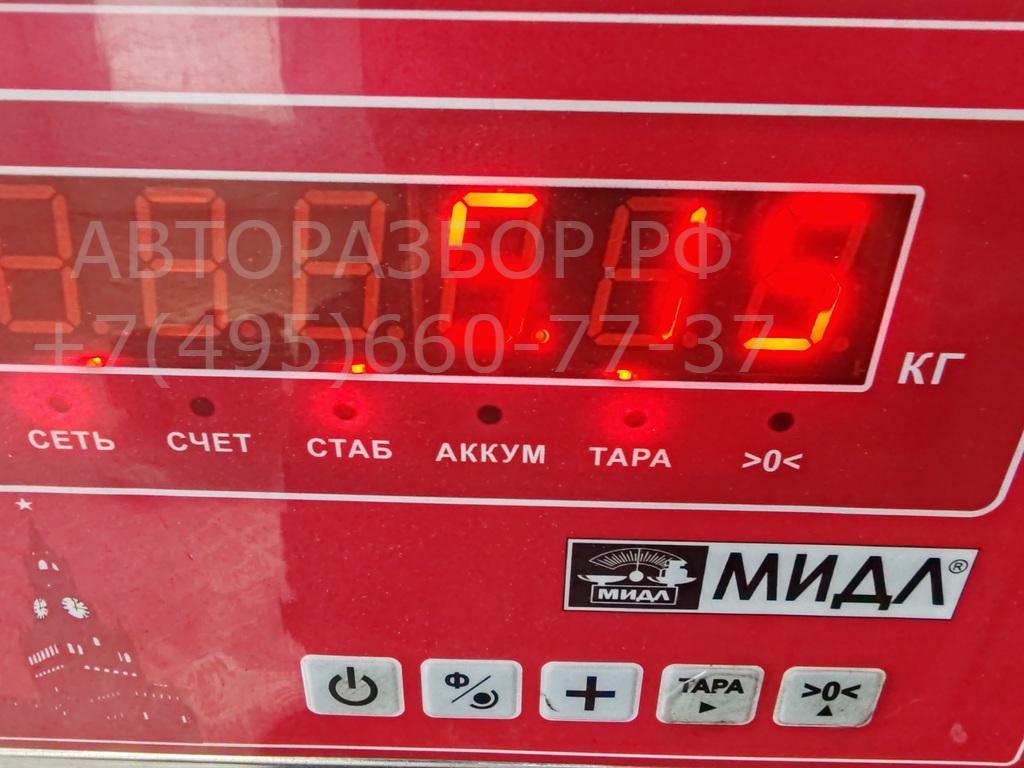 АВТОРАЗБОР.РФ
+7(495)660-77-37
КГ
СЕТЬ СЧЕТ СТАБ АККУМ ТАРА >0<
МИДЛ МИДЛ®
Ф ТАРА >0<